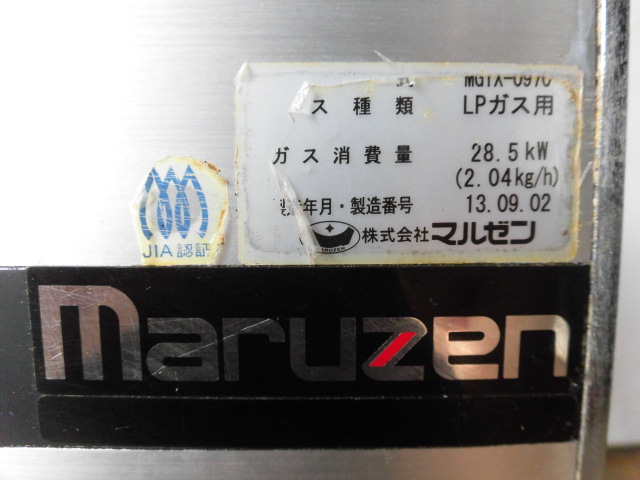 式 MGTX-097C
ス種類 LPガス用
ガス消費量 28.5kW
(2.04kg/h)
年月・製造番号 13.09.02
株式会社マルゼン
MARUZEN
JIA認証
maruzen